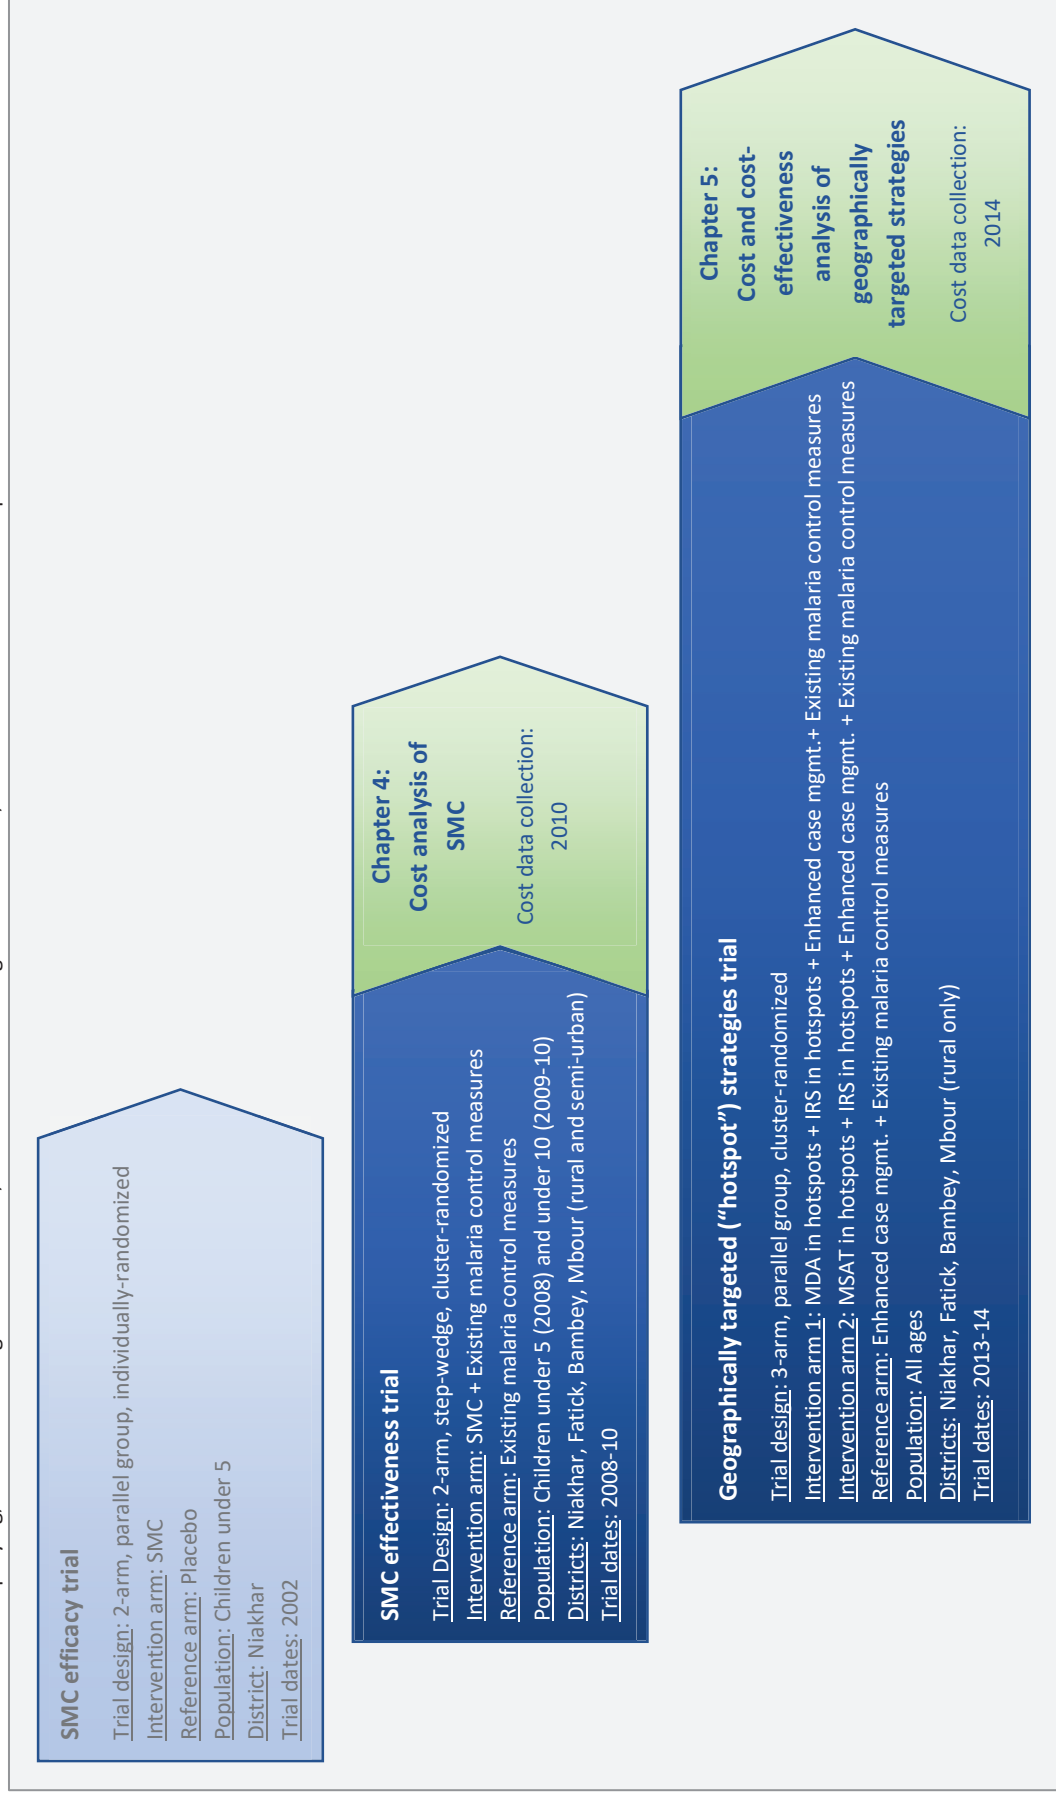 SMC efficacy trial
Trial design: 2-arm, parallel group, individually-randomized
Intervention arm: SMC
Reference arm: Placebo
Population: Children under 5
District: Niakhar
Trial dates: 2002
SMC effectiveness trial
Trial Design: 2-arm, step-wedge, cluster-randomized
Intervention arm: SMC + Existing malaria control measures
Reference arm: Existing malaria control measures
Population: Children under 5 (2008) and under 10 (2009-10)
Districts: Niakhar, Fatick, Bambey, Mbour (rural and semi-urban)
Trial dates: 2008-10
Chapter 4:
Cost analysis of
SMC
Cost data collection:
2010
Geographically targeted (“hotspot”) strategies trial
Trial design: 3-arm, parallel group, cluster-randomized
Intervention arm 1: MDA in hotspots + IRS in hotspots + Enhanced case mgmt.+ Existing malaria control measures
Intervention arm 2: MSAT in hotspots + IRS in hotspots + Enhanced case mgmt. + Existing malaria control measures
Reference arm: Enhanced case mgmt. + Existing malaria control measures
Population: All ages
Districts: Niakhar, Fatick, Bambey, Mbour (rural only)
Trial dates: 2013-14
Chapter 5:
Cost and cost-
effectiveness
analysis of
geographically
targeted strategies
Cost data collection:
2014